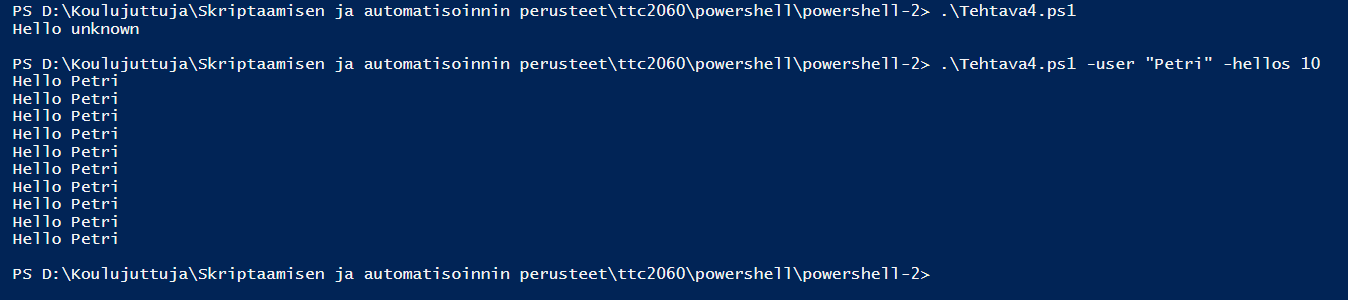 PS D:\Koulujuttuja\Skriptaamisen ja automatisoinnin perusteet\ttc2060\powershell\powershell-2> .\Tehtava4.ps1
Hello unknown
PS D:\Koulujuttuja\Skriptaamisen ja automatisoinnin perusteet\ttc2060\powershell\powershell-2> .\Tehtava4.ps1 -user "Petri" -hellos 10
Hello Petri
Hello Petri
Hello Petri
Hello Petri
Hello Petri
Hello Petri
Hello Petri
Hello Petri
Hello Petri
Hello Petri
PS D:\Koulujuttuja\Skriptaamisen ja automatisoinnin perusteet\ttc2060\powershell\powershell-2>